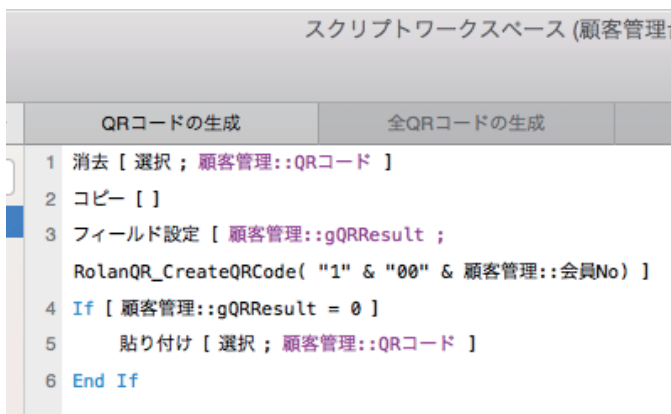 スクリプトワークスペース (顧客管理
QRコードの生成
全QRコードの生成
1 消去 [ 選択 ; 顧客管理::QRコード ]
2 コピー [ ]
3 フィールド設定 [ 顧客管理::gQRResult ;
RolanQR_CreateQRCode( "1" & "00" & 顧客管理::会員No) ]
4 If [ 顧客管理::gQRResult = 0 ]
5 貼り付け [ 選択 ; 顧客管理::QRコード ]
6 End If